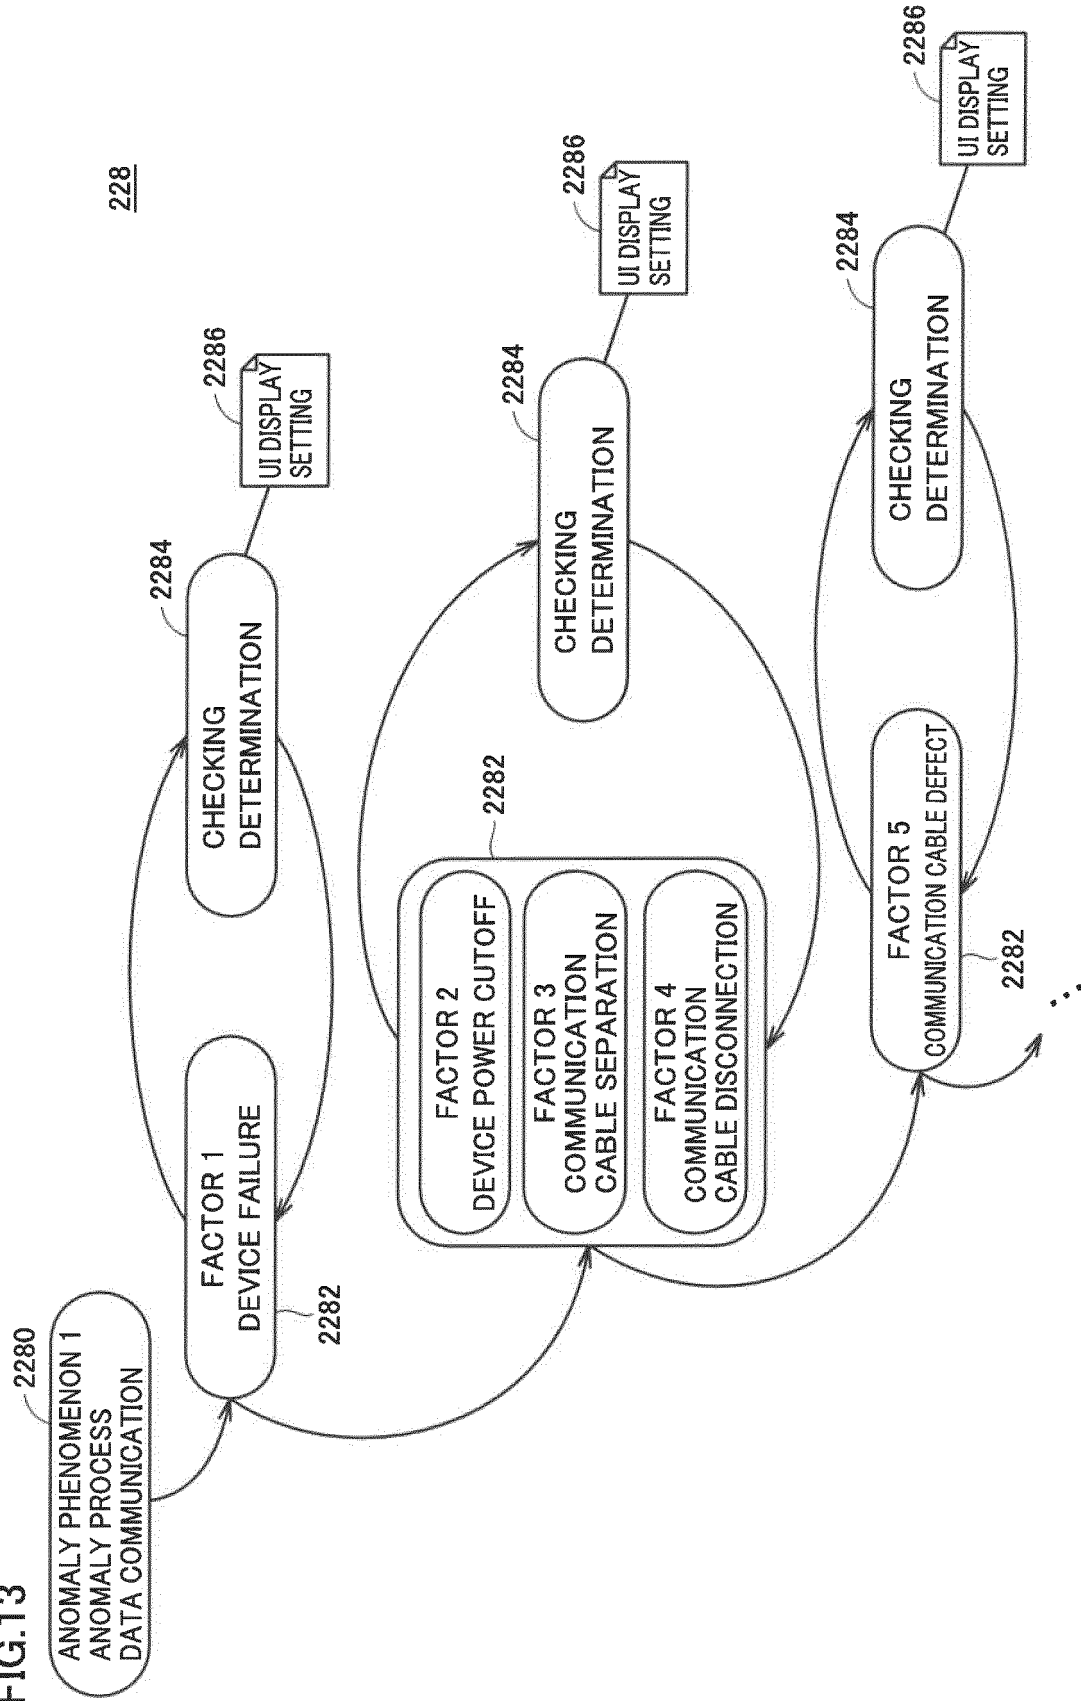 FIG.13
228
2280
ANOMALY PHENOMENON 1
ANOMALY PROCESS
DATA COMMUNICATION
FACTOR 1
DEVICE FAILURE
2282
CHECKING
DETERMINATION
2284
UI DISPLAY
SETTING
2286
FACTOR 2
DEVICE POWER CUTOFF
FACTOR 3
COMMUNICATION
CABLE SEPARATION
FACTOR 4
COMMUNICATION
CABLE DISCONNECTION
2282
CHECKING
DETERMINATION
2284
UI DISPLAY
SETTING
2286
FACTOR 5
COMMUNICATION CABLE DEFECT
2282
CHECKING
DETERMINATION
2284
UI DISPLAY
SETTING
2286